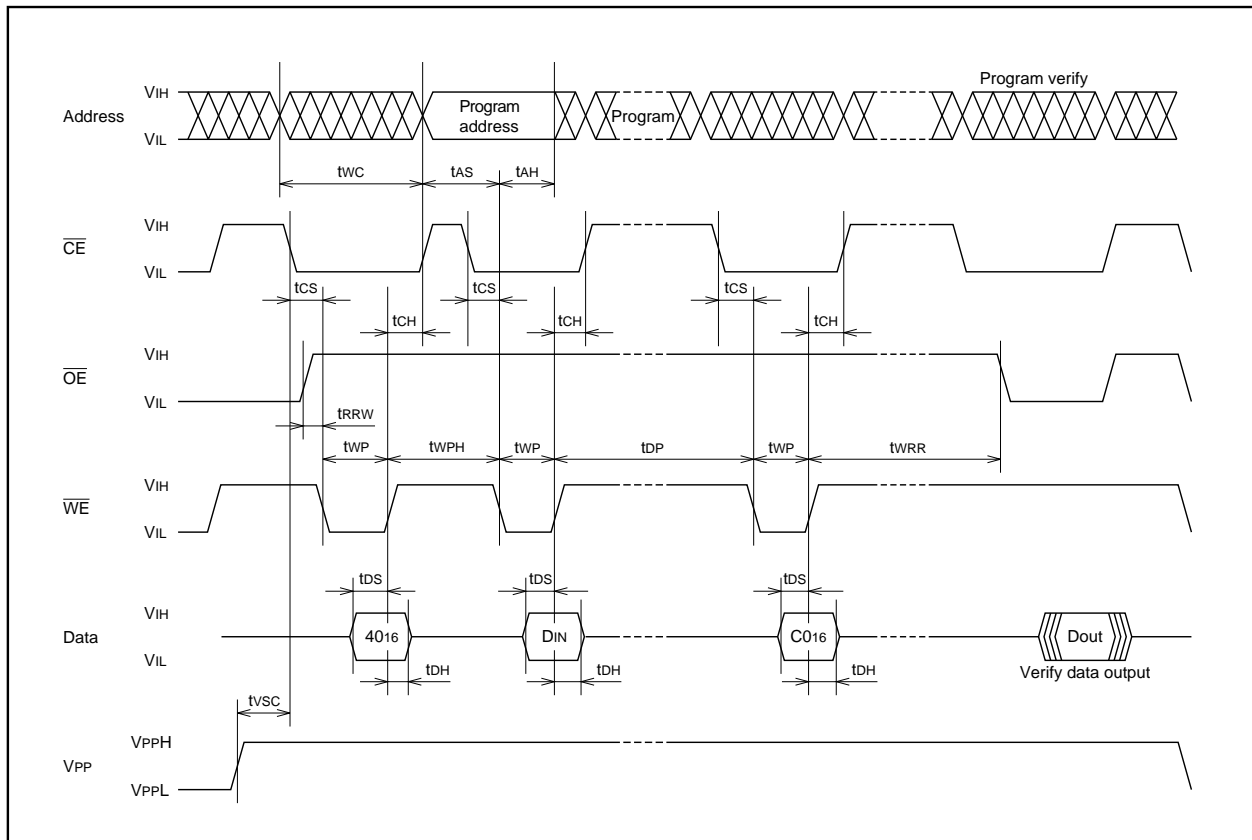 Program verify
VIH
Address
Program address
Program
VIL
tWC
tAS
tAH
VIH
CE
VIL
tCS
tCS
tCS
tCH
tCH
tCH
VIH
OE
VIL
tRRW
tWP
tWPH
tWP
tDP
tWP
tWRR
VIH
WE
VIL
tDS
tDS
tDS
VIH
Data
4016
DIN
C016
Dout
VIL
tDH
tDH
tDH
Verify data output
tVSC
VPPH
VPP
VPPL